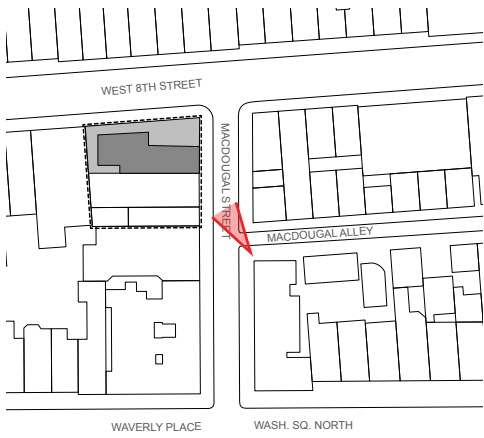 WEST 8TH STREET
MACDOUGAL STREET
MACDOUGAL ALLEY
WAVERLY PLACE
WASH. SQ. NORTH